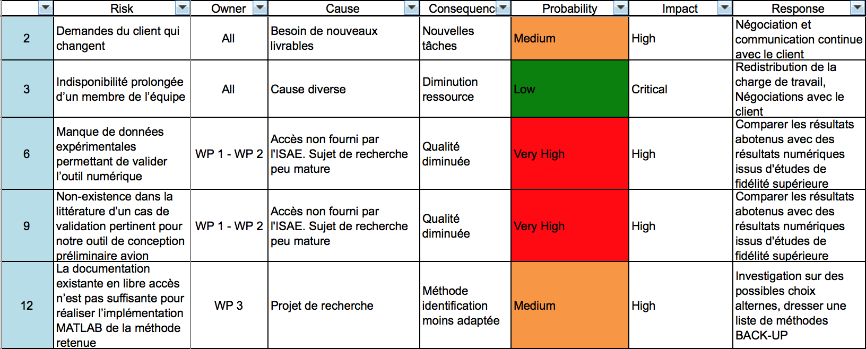 Risk Owner Cause Consequenc Probability Impact Response
2
Demandes du client qui
changent
All
Besoin de nouveaux
livrables
Nouvelles
tâches
Medium
High
Négociation et
communication continue
avec le client
3
Indisponibilité prolongée
d'un membre de l'équipe
All
Cause diverse
Diminution
ressource
Low
Critical
Redistribution de la
charge de travail,
Négociations avec le
client
6
Manque de données
expérimentales
permettant de valider
l'outil numérique
WP 1 - WP 2
Accès non fourni par
l'ISAE. Sujet de recherche
peu mature
Qualité
diminuée
Very High
High
Comparer les résultats
abotenus avec des
résultats numériques
issus d'études de
fidélité supérieure
9
Non-existence dans la
littérature d'un cas de
validation pertinent pour
notre outil de conception
préliminaire avion
WP 1 - WP 2
Accès non fourni par
l'ISAE. Sujet de recherche
peu mature
Qualité
diminuée
Very High
High
Comparer les résultats
abotenus avec des
résultats numériques
issus d'études de
fidélité supérieure
12
La documentation
existante en libre accès
n'est pas suffisante pour
réaliser l'implémentation
MATLAB de la méthode
retenue
WP 3
Projet de recherche
Méthode
identification
moins adaptée
Medium
High
Investigation sur des
possibles choix
alternes, dresser une
liste de méthodes
BACK-UP